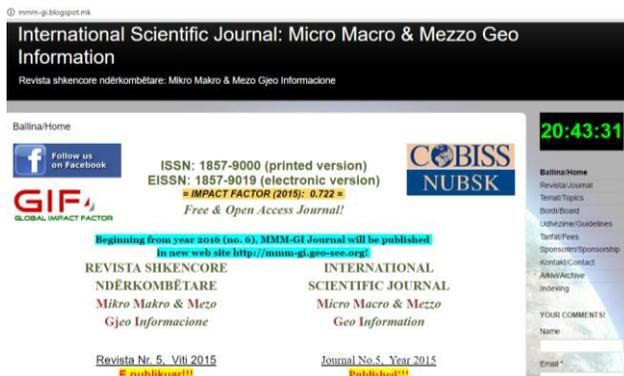 mmm-gi.blogspot.mk
International Scientific Journal: Micro Macro & Mezzo Geo
Information
Revista shkencore ndërkombëtare: Mikro Makro & Mezo Gjeo Informacione
Ballina/Home
Follow us
on Facebook
GIF
GLOBAL IMPACT FACTOR
ISSN: 1857-9000 (printed version)
EISSN: 1857-9019 (electronic version)
= IMPACT FACTOR (2015): 0.722 =
Free & Open Access Journal!
COBISS
NUBSK
Beginning from year 2016 (no. 6), MMM-GI Journal will be published
in new web site http://mmm-gi.geo-see.org!
REVISTA SHKENCORE
NDËRKOMBËTARE
Mikro Makro & Mezo
Gjeo Informacione
Revista Nr. 5, Viti 2015
E publikuar!!!
INTERNATIONAL
SCIENTIFIC JOURNAL
Micro Macro & Mezzo
Geo Information
Journal No.5, Year 2015
Published!!!
20:43:31
Ballina/Home
Revista/Journal
Temat/Topics
Bordi/Board
Udhëzime/Guidelines
Tarifat/Fees
Sponsorim/Sponsorship
Kontakt/Contact
Arkivi/Archive
Indexing
YOUR COMMENTS!
Name
Email *